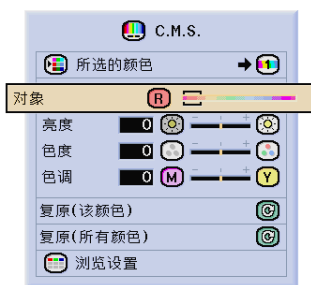 C.M.S.
所选的颜色 1
对象 R
亮度 0
色度 0
色调 0 M Y
复原(该颜色)
复原(所有颜色)
浏览设置